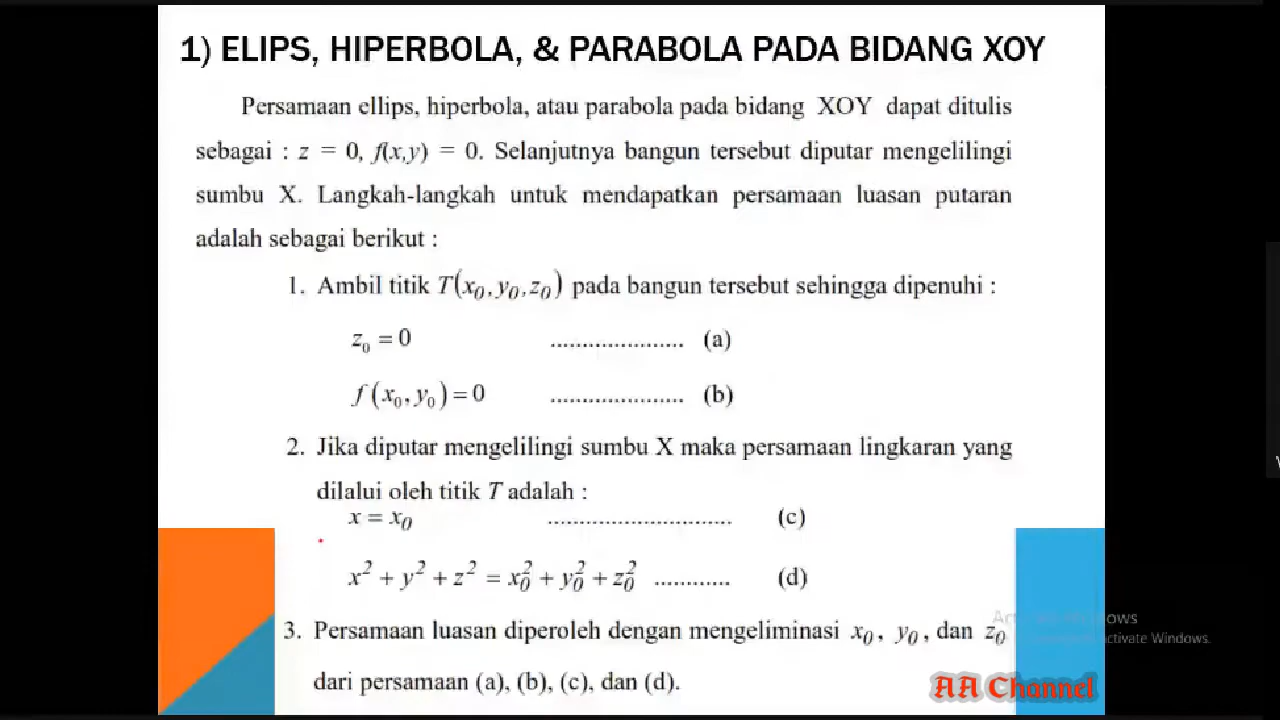 1) ELIPS, HIPERBOLA, & PARABOLA PADA BIDANG XOY
Persamaan ellips, hiperbola, atau parabola pada bidang XOY dapat ditulis
sebagai : z = 0, f(x,y) = 0. Selanjutnya bangun tersebut diputar mengelilingi
sumbu X. Langkah-langkah untuk mendapatkan persamaan luasan putaran
adalah sebagai berikut :
1. Ambil titik T(x₀, y₀, z₀) pada bangun tersebut sehingga dipenuhi :
z₀ = 0 ..................... (a)
f(x₀, y₀) = 0 ..................... (b)
2. Jika diputar mengelilingi sumbu X maka persamaan lingkaran yang
dilalui oleh titik T adalah :
x = x₀ ............................. (c)
x² + y² + z² = x₀² + y₀² + z₀² ............ (d)
3. Persamaan luasan diperoleh dengan mengeliminasi x₀, y₀, dan z₀
dari persamaan (a), (b), (c), dan (d).
activate Windows.
AA Channel